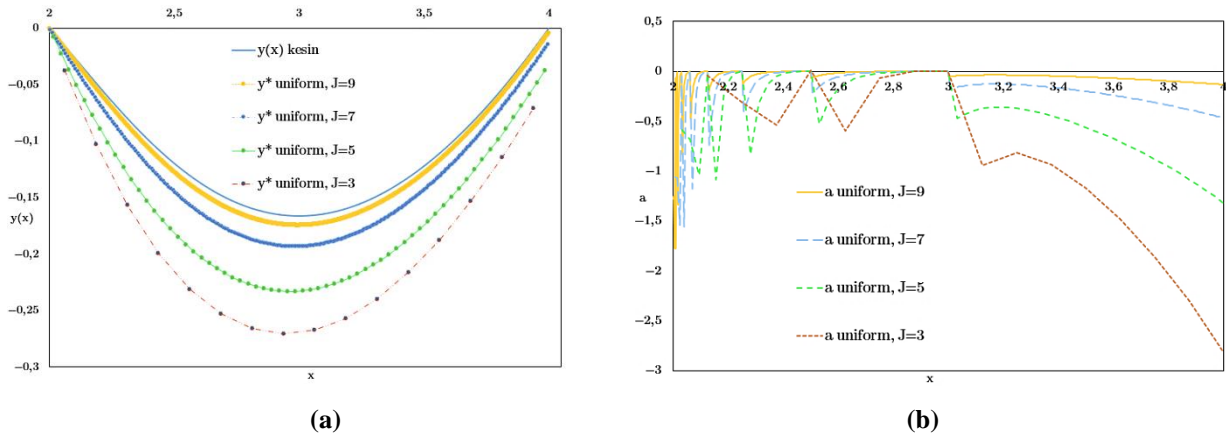 2
2,5
3
3,5
4
0
−0,05
−0,1
−0,15
−0,2
−0,25
−0,3
y(x)
x
y(x) kesin
y* uniform, J=9
y* uniform, J=7
y* uniform, J=5
y* uniform, J=3
(a)
0,5
0
−0,5
−1
−1,5
−2
−2,5
−3
a
2
2,2
2,4
2,6
2,8
3
3,2
3,4
3,6
3,8
4
x
a uniform, J=9
a uniform, J=7
a uniform, J=5
a uniform, J=3
(b)